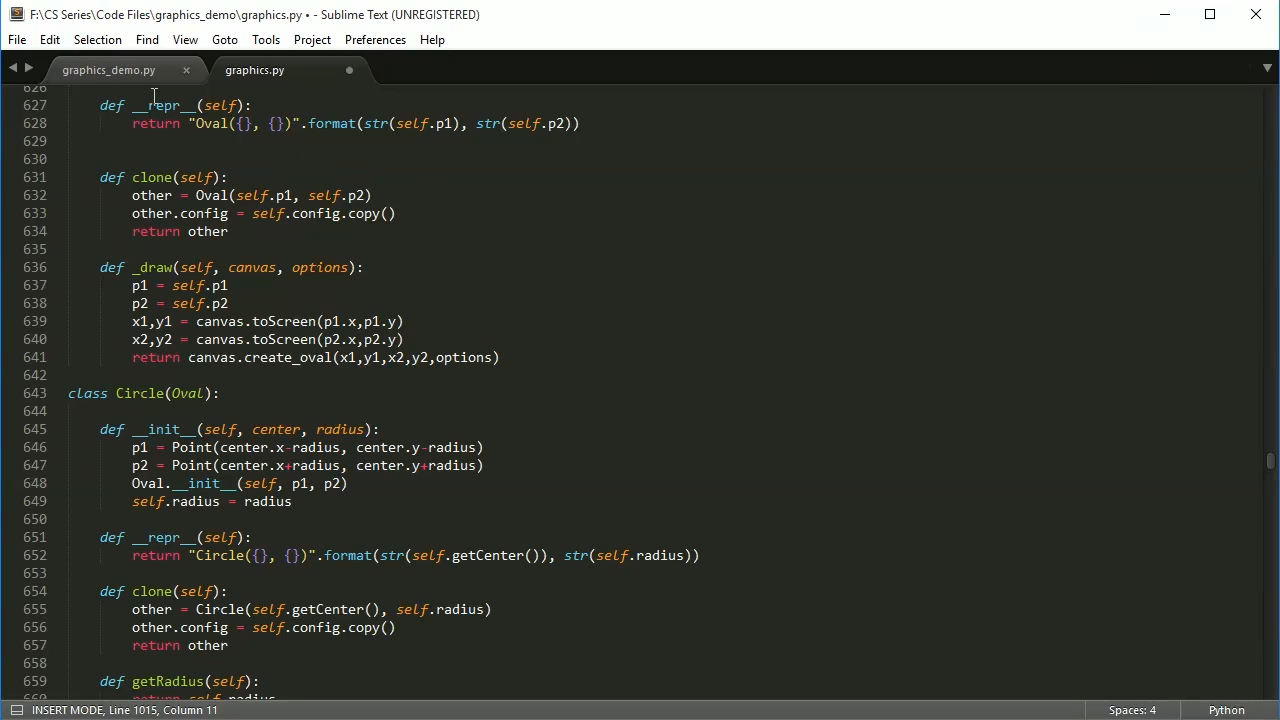 F:\CS Series\Code Files\graphics_demo\graphics.py • - Sublime Text (UNREGISTERED)
File Edit Selection Find View Goto Tools Project Preferences Help
graphics_demo.py × graphics.py
626
627 def __repr__(self):
628 return "Oval({}, {})".format(str(self.p1), str(self.p2))
629
630
631 def clone(self):
632 other = Oval(self.p1, self.p2)
633 other.config = self.config.copy()
634 return other
635
636 def _draw(self, canvas, options):
637 p1 = self.p1
638 p2 = self.p2
639 x1,y1 = canvas.toScreen(p1.x,p1.y)
640 x2,y2 = canvas.toScreen(p2.x,p2.y)
641 return canvas.create_oval(x1,y1,x2,y2,options)
642
643 class Circle(Oval):
644
645 def __init__(self, center, radius):
646 p1 = Point(center.x-radius, center.y-radius)
647 p2 = Point(center.x+radius, center.y+radius)
648 Oval.__init__(self, p1, p2)
649 self.radius = radius
650
651 def __repr__(self):
652 return "Circle({}, {})".format(str(self.getCenter()), str(self.radius))
653
654 def clone(self):
655 other = Circle(self.getCenter(), self.radius)
656 other.config = self.config.copy()
657 return other
658
659 def getRadius(self):
660 return self.radius
INSERT MODE, Line 1015, Column 11 Spaces: 4 Python